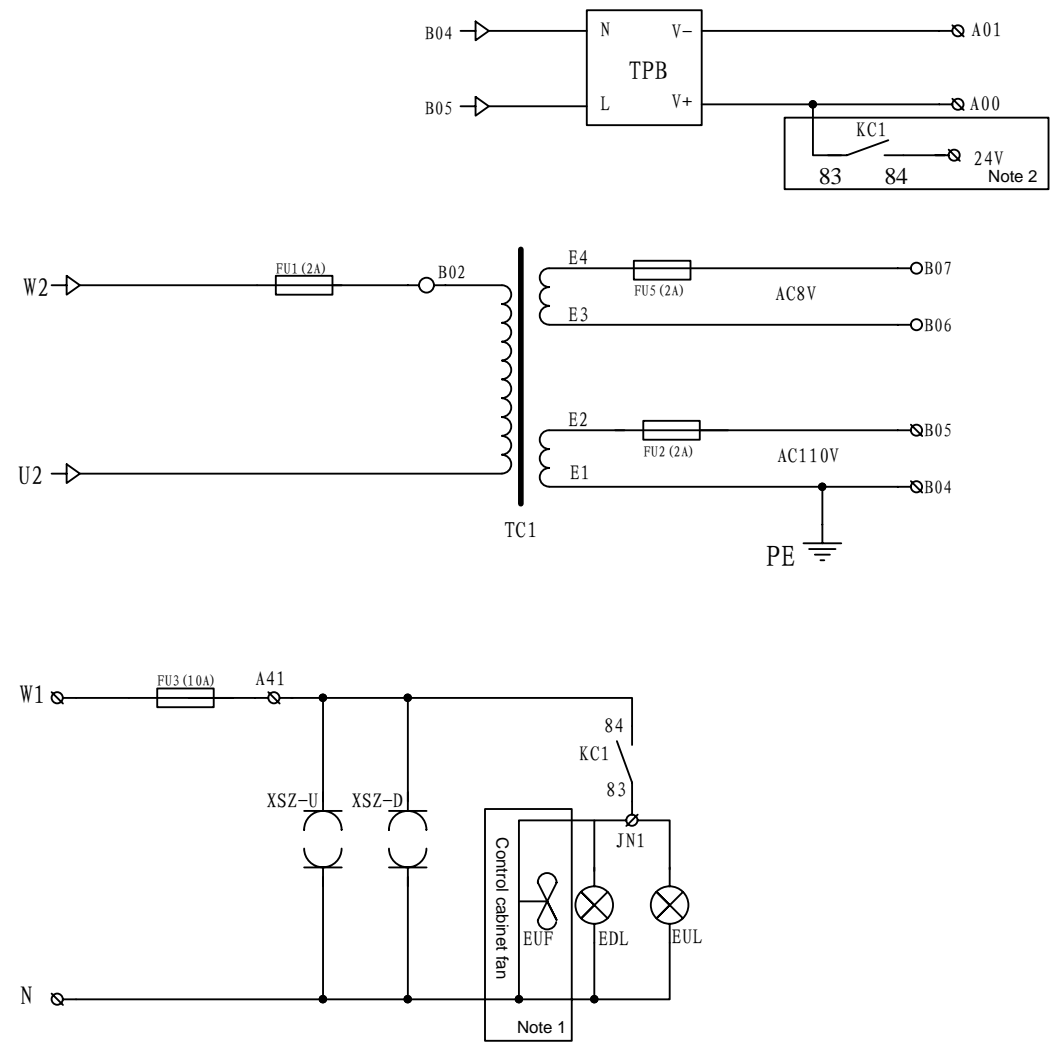 B04
N
V-
A01
TPB
B05
L
V+
A00
KC1
24V
83
84
Note 2
W2
FU1(2A)
B02
E4
B07
FU5(2A)
AC8V
E3
B06
E2
B05
FU2(2A)
AC110V
U2
E1
B04
TC1
PE
W1
FU3(10A)
A41
84
KC1
83
XSZ-U
XSZ-D
JN1
Control cabinet fan
EUF
EDL
EUL
N
Note 1